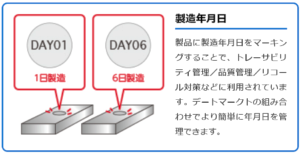 DAY01
1日製造
DAY06
6日製造
製造年月日
製品に製造年月日をマーキン
グすることで、トレーサビリ
ティ管理／品質管理／リコー
ル対策などに利用されていま
す。デートマークトの組み合
わせでより簡単に年月日を管
理できます。